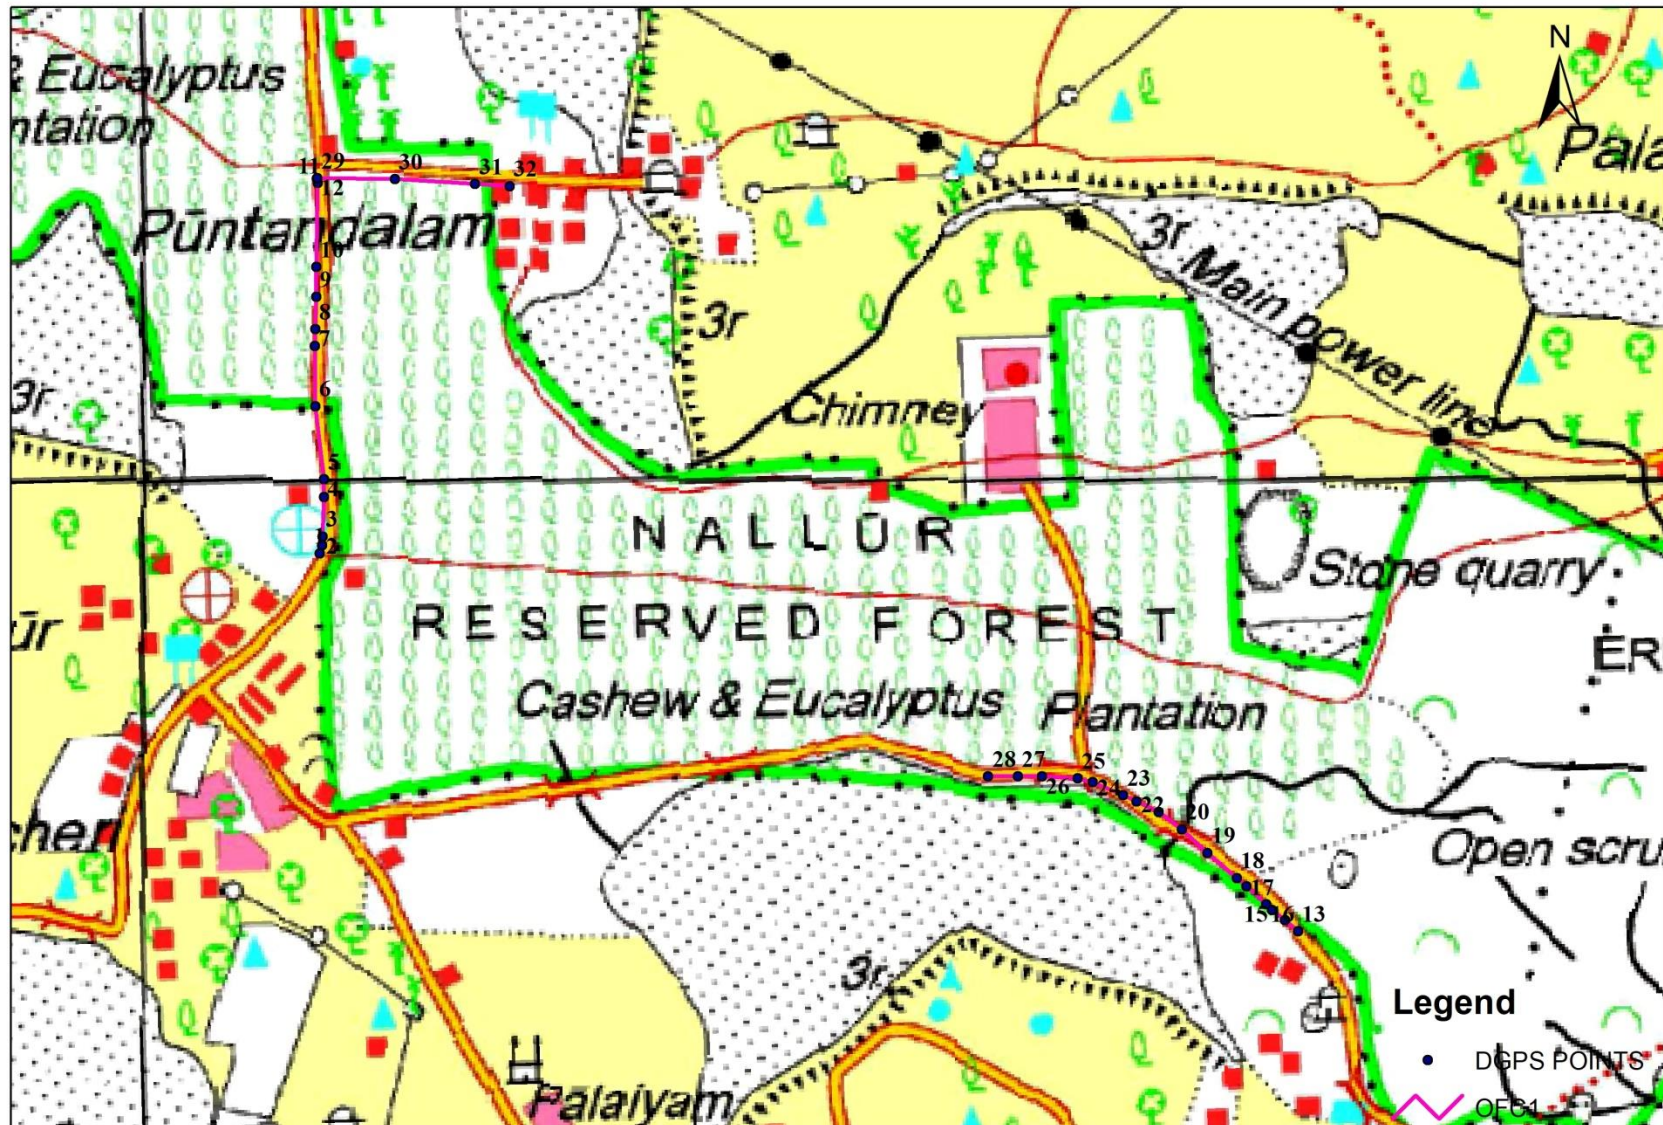 N
& Eucalyptus
ntation
Pala
11 29 30 31 32
12
Pūntandalam
10
9
8
7
6
5
4
3
2
3r
3r
3r
Main power line
Chimney
NALLŪR
RESERVED FOREST
Stone quarry
ūr
ER
Cashew & Eucalyptus Plantation
28 27 25
26 24 23
22 20
19
18
17
15 16 13
cheri
Open scru
3r
Palaiyam
Legend
DGPS POINTS
OFC1